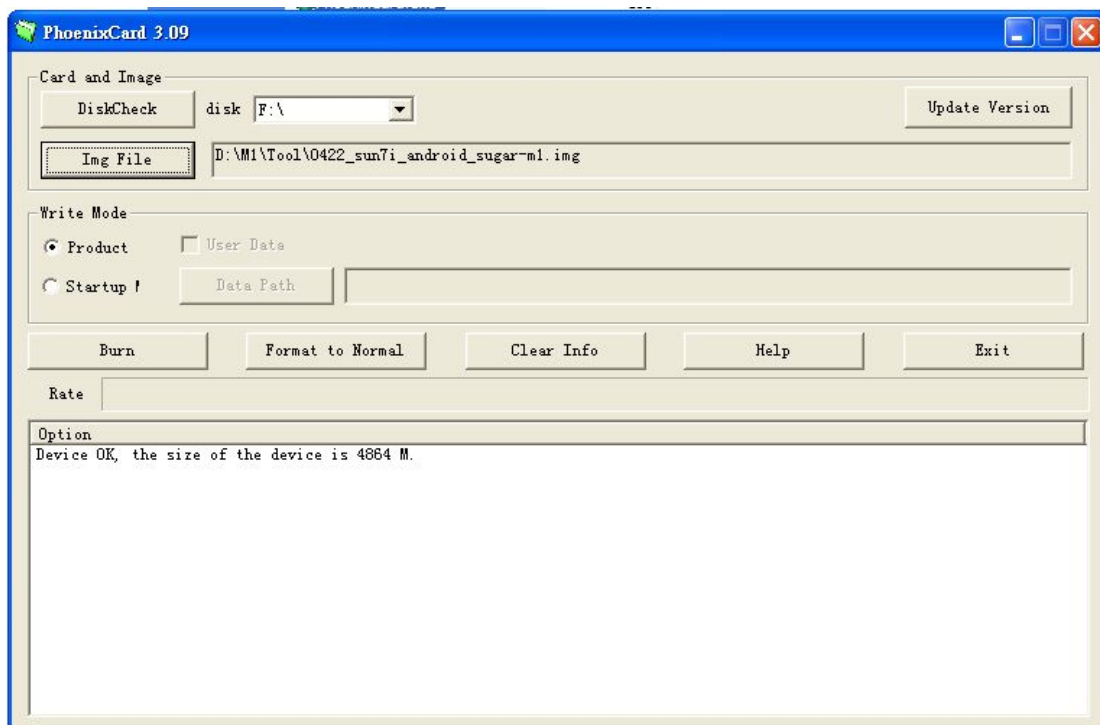 PhoenixCard 3.09
Card and Image
DiskCheck disk F:\ Update Version
Img File D:\M1\Tool\0422_sun7i_android_sugar-m1.img
Write Mode
Product User Data
Startup Data Path
Burn Format to Normal Clear Info Help Exit
Rate
Option
Device OK, the size of the device is 4864 M.